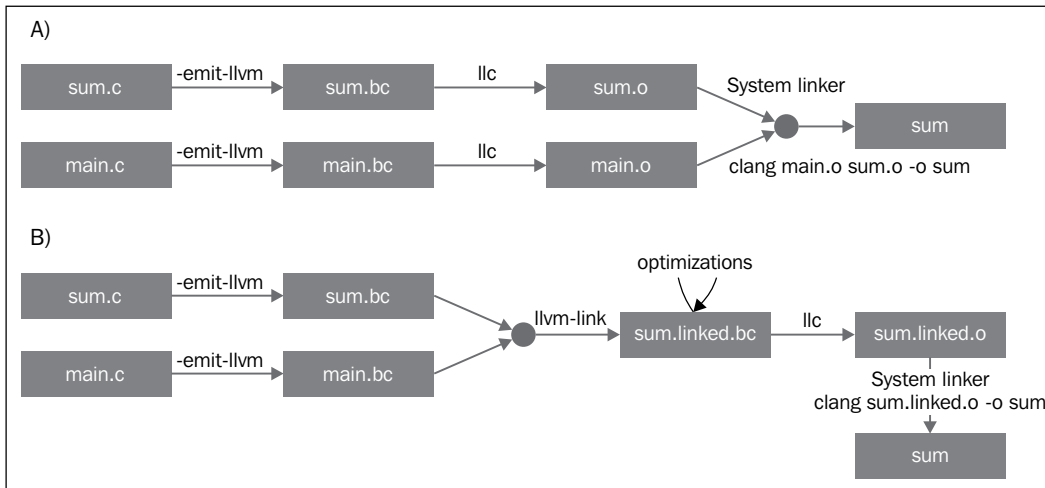 A)
sum.c
-emit-llvm
sum.bc
llc
sum.o
System linker
sum
main.c
-emit-llvm
main.bc
llc
main.o
clang main.o sum.o -o sum
B)
sum.c
-emit-llvm
sum.bc
optimizations
llvm-link
sum.linked.bc
llc
sum.linked.o
main.c
-emit-llvm
main.bc
System linker
clang sum.linked.o -o sum
sum